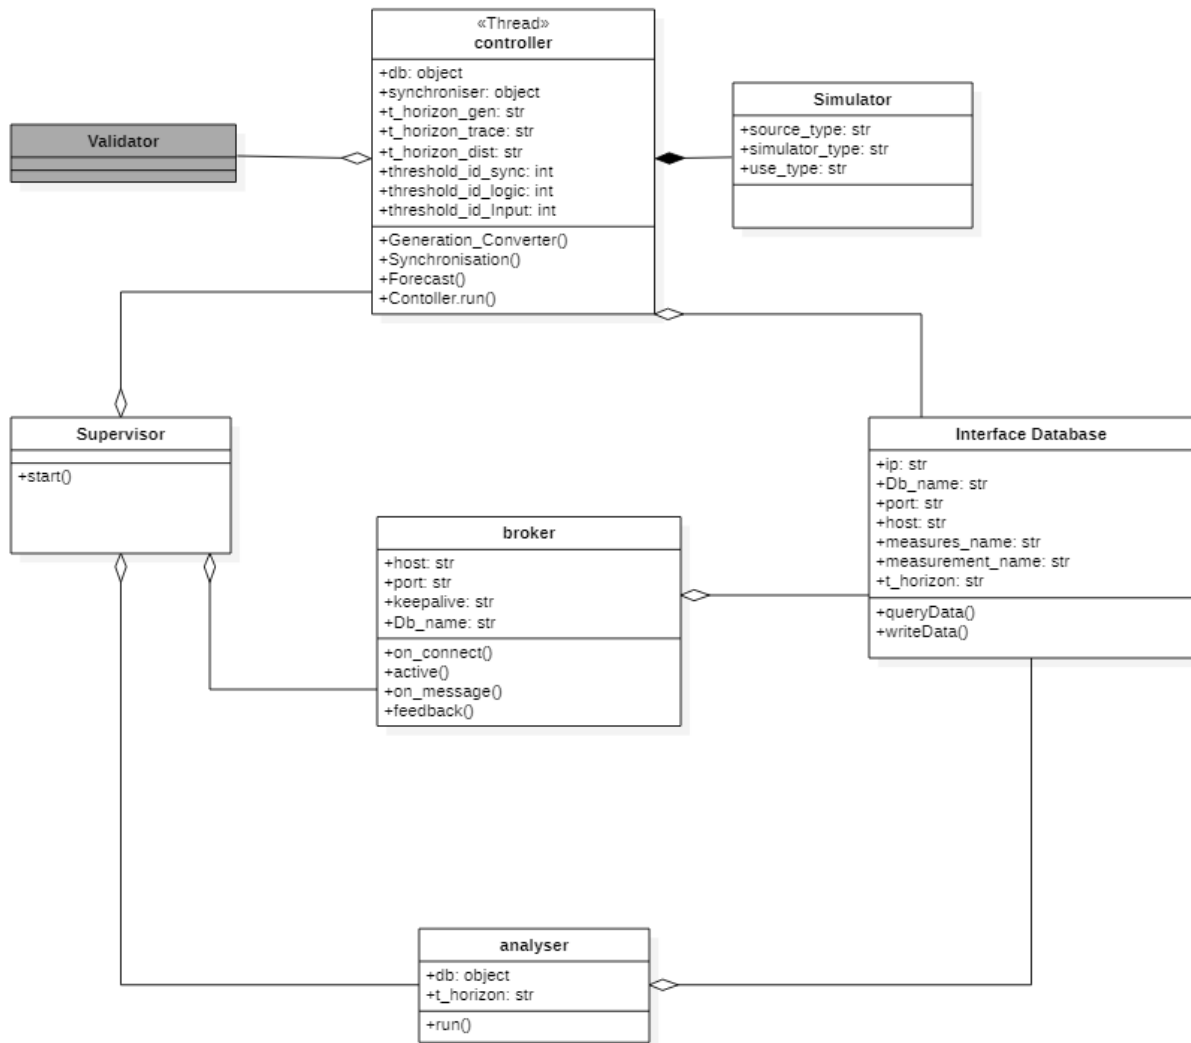 «Thread»
controller
+db: object
+synchroniser: object
+t_horizon_gen: str
+t_horizon_trace: str
+t_horizon_dist: str
+threshold_id_sync: int
+threshold_id_logic: int
+threshold_id_Input: int
+Generation_Converter()
+Synchronisation()
+Forecast()
+Contoller.run()
Simulator
+source_type: str
+simulator_type: str
+use_type: str
Validator
Supervisor
+start()
Interface Database
+ip: str
+Db_name: str
+port: str
+host: str
+measures_name: str
+measurement_name: str
+t_horizon: str
+queryData()
+writeData()
broker
+host: str
+port: str
+keepalive: str
+Db_name: str
+on_connect()
+active()
+on_message()
+feedback()
analyser
+db: object
+t_horizon: str
+run()